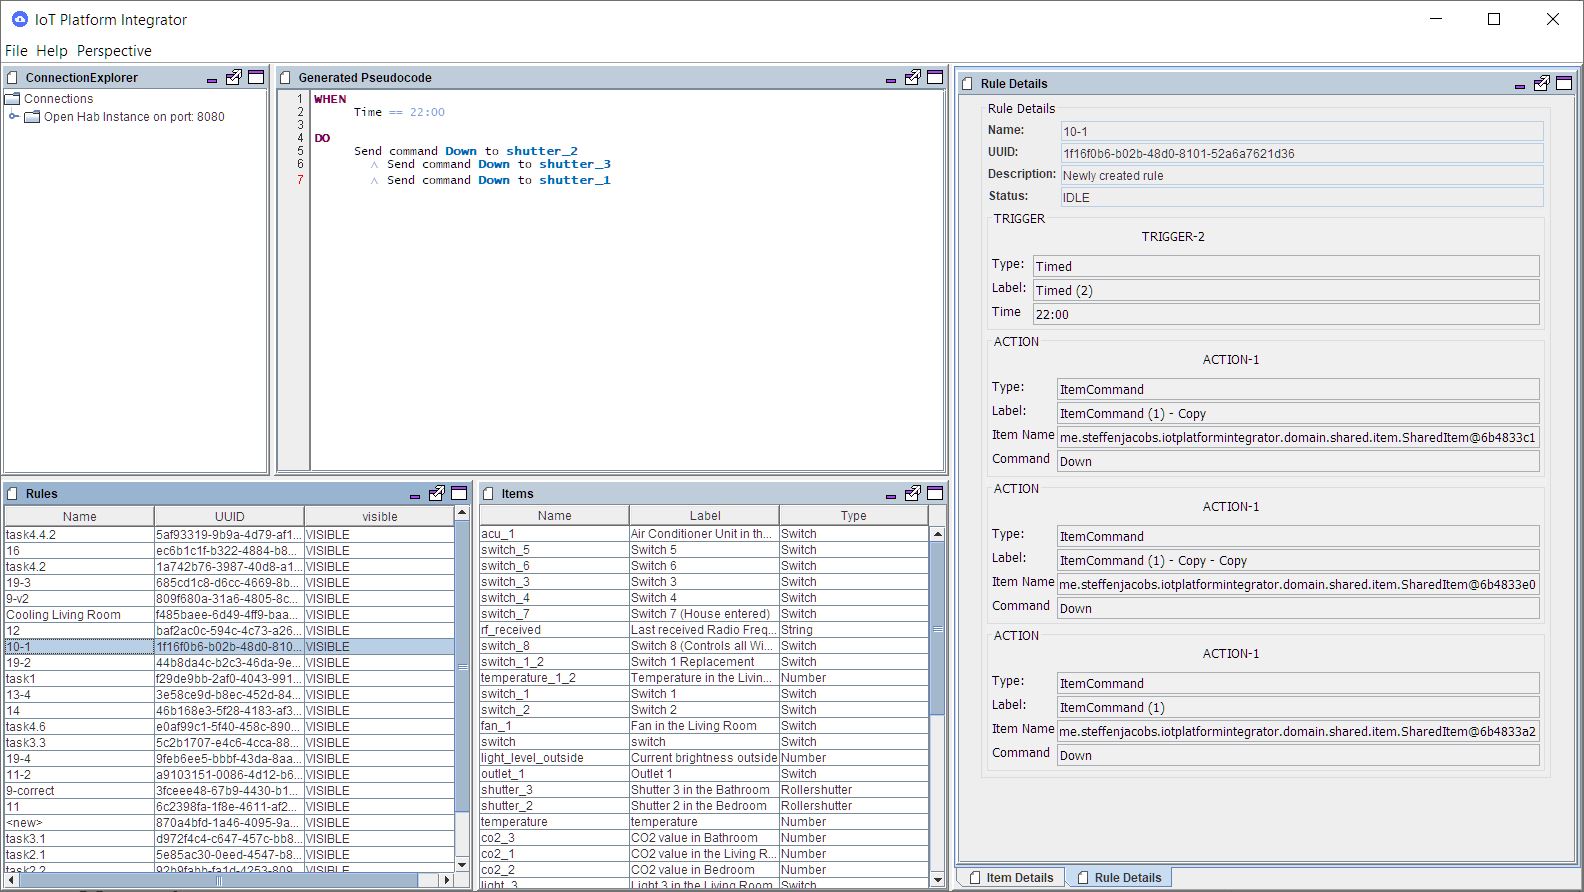 IoT Platform Integrator
File Help Perspective
ConnectionExplorer
Connections
Open Hab Instance on port: 8080
Generated Pseudocode
1 WHEN
2 Time == 22:00
3
4 DO
5 Send command Down to shutter_2
6 ∧ Send command Down to shutter_3
7 ∧ Send command Down to shutter_1
Rules
Name UUID visible
task4.4.2 5af93319-9b9a-4d79-af1... VISIBLE
16 ec6b1c1f-b322-4884-b8... VISIBLE
task4.2 1a742b76-3987-40d8-a1... VISIBLE
19-3 685cd1c8-d6cc-4669-8b... VISIBLE
9-v2 809f680a-31a6-4805-8c... VISIBLE
Cooling Living Room f485baee-6d49-4ff9-baa... VISIBLE
12 baf2ac0c-594c-4c73-a26... VISIBLE
10-1 1f16f0b6-b02b-48d0-810... VISIBLE
19-2 44b8da4c-b2c3-46da-9e... VISIBLE
task1 f29de9bb-2af0-4043-991... VISIBLE
13-4 3e58ce9d-b8ec-452d-84... VISIBLE
14 46b168e3-5f28-4183-af3... VISIBLE
task4.6 e0af99c1-5f40-458c-890... VISIBLE
task3.3 5c2b1707-e4c6-4cca-88... VISIBLE
19-4 9feb6ee5-bbbf-43da-8aa... VISIBLE
11-2 a9103151-0086-4d12-b6... VISIBLE
9-correct 3fceee48-67b9-4430-b1... VISIBLE
11 6c2398fa-1f8e-4611-af2... VISIBLE
<new> 870a4bfd-1a46-4095-9a... VISIBLE
task3.1 d972f4c4-c647-457c-bb8... VISIBLE
task2.1 5e85ac30-0eed-4547-b8... VISIBLE
task2.2 92b9fabb-fa1d-4253-809... VISIBLE
Items
Name Label Type
acu_1 Air Conditioner Unit in th... Switch
switch_5 Switch 5 Switch
switch_6 Switch 6 Switch
switch_3 Switch 3 Switch
switch_4 Switch 4 Switch
switch_7 Switch 7 (House entered) Switch
rf_received Last received Radio Freq... String
switch_8 Switch 8 (Controls all Wi... Switch
switch_1_2 Switch 1 Replacement Switch
temperature_1_2 Temperature in the Livin... Number
switch_1 Switch 1 Switch
switch_2 Switch 2 Switch
fan_1 Fan in the Living Room Switch
switch switch Switch
light_level_outside Current brightness outside Number
outlet_1 Outlet 1 Switch
shutter_3 Shutter 3 in the Bathroom Rollershutter
shutter_2 Shutter 2 in the Bedroom Rollershutter
temperature temperature Number
co2_3 CO2 value in Bathroom Number
co2_1 CO2 value in the Living R... Number
co2_2 CO2 value in Bedroom Number
light_3 Light 3 in the Living Room Switch
Rule Details
Rule Details
Name: 10-1
UUID: 1f16f0b6-b02b-48d0-8101-52a6a7621d36
Description: Newly created rule
Status: IDLE
TRIGGER
TRIGGER-2
Type: Timed
Label: Timed (2)
Time 22:00
ACTION
ACTION-1
Type: ItemCommand
Label: ItemCommand (1) - Copy
Item Name me.steffenjacobs.iotplatformintegrator.domain.shared.item.SharedItem@6b4833c1
Command Down
ACTION
ACTION-1
Type: ItemCommand
Label: ItemCommand (1) - Copy - Copy
Item Name me.steffenjacobs.iotplatformintegrator.domain.shared.item.SharedItem@6b4833e0
Command Down
ACTION
ACTION-1
Type: ItemCommand
Label: ItemCommand (1)
Item Name me.steffenjacobs.iotplatformintegrator.domain.shared.item.SharedItem@6b4833a2
Command Down
Item Details Rule Details